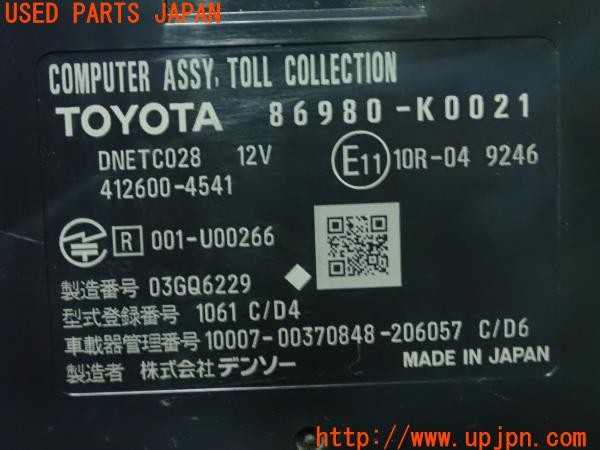 USED PARTS JAPAN
COMPUTER ASSY, TOLL COLLECTION
TOYOTA 86980-K0021
DNETC028 12V
412600-4541
E11 10R-04 9246
R 001-U00266
製造番号 03GQ6229
型式登録番号 1061 C/D4
車載器管理番号 10007-00370848-206057 C/D6
製造者 株式会社デンソー
MADE IN JAPAN
http://www.upjpn.com